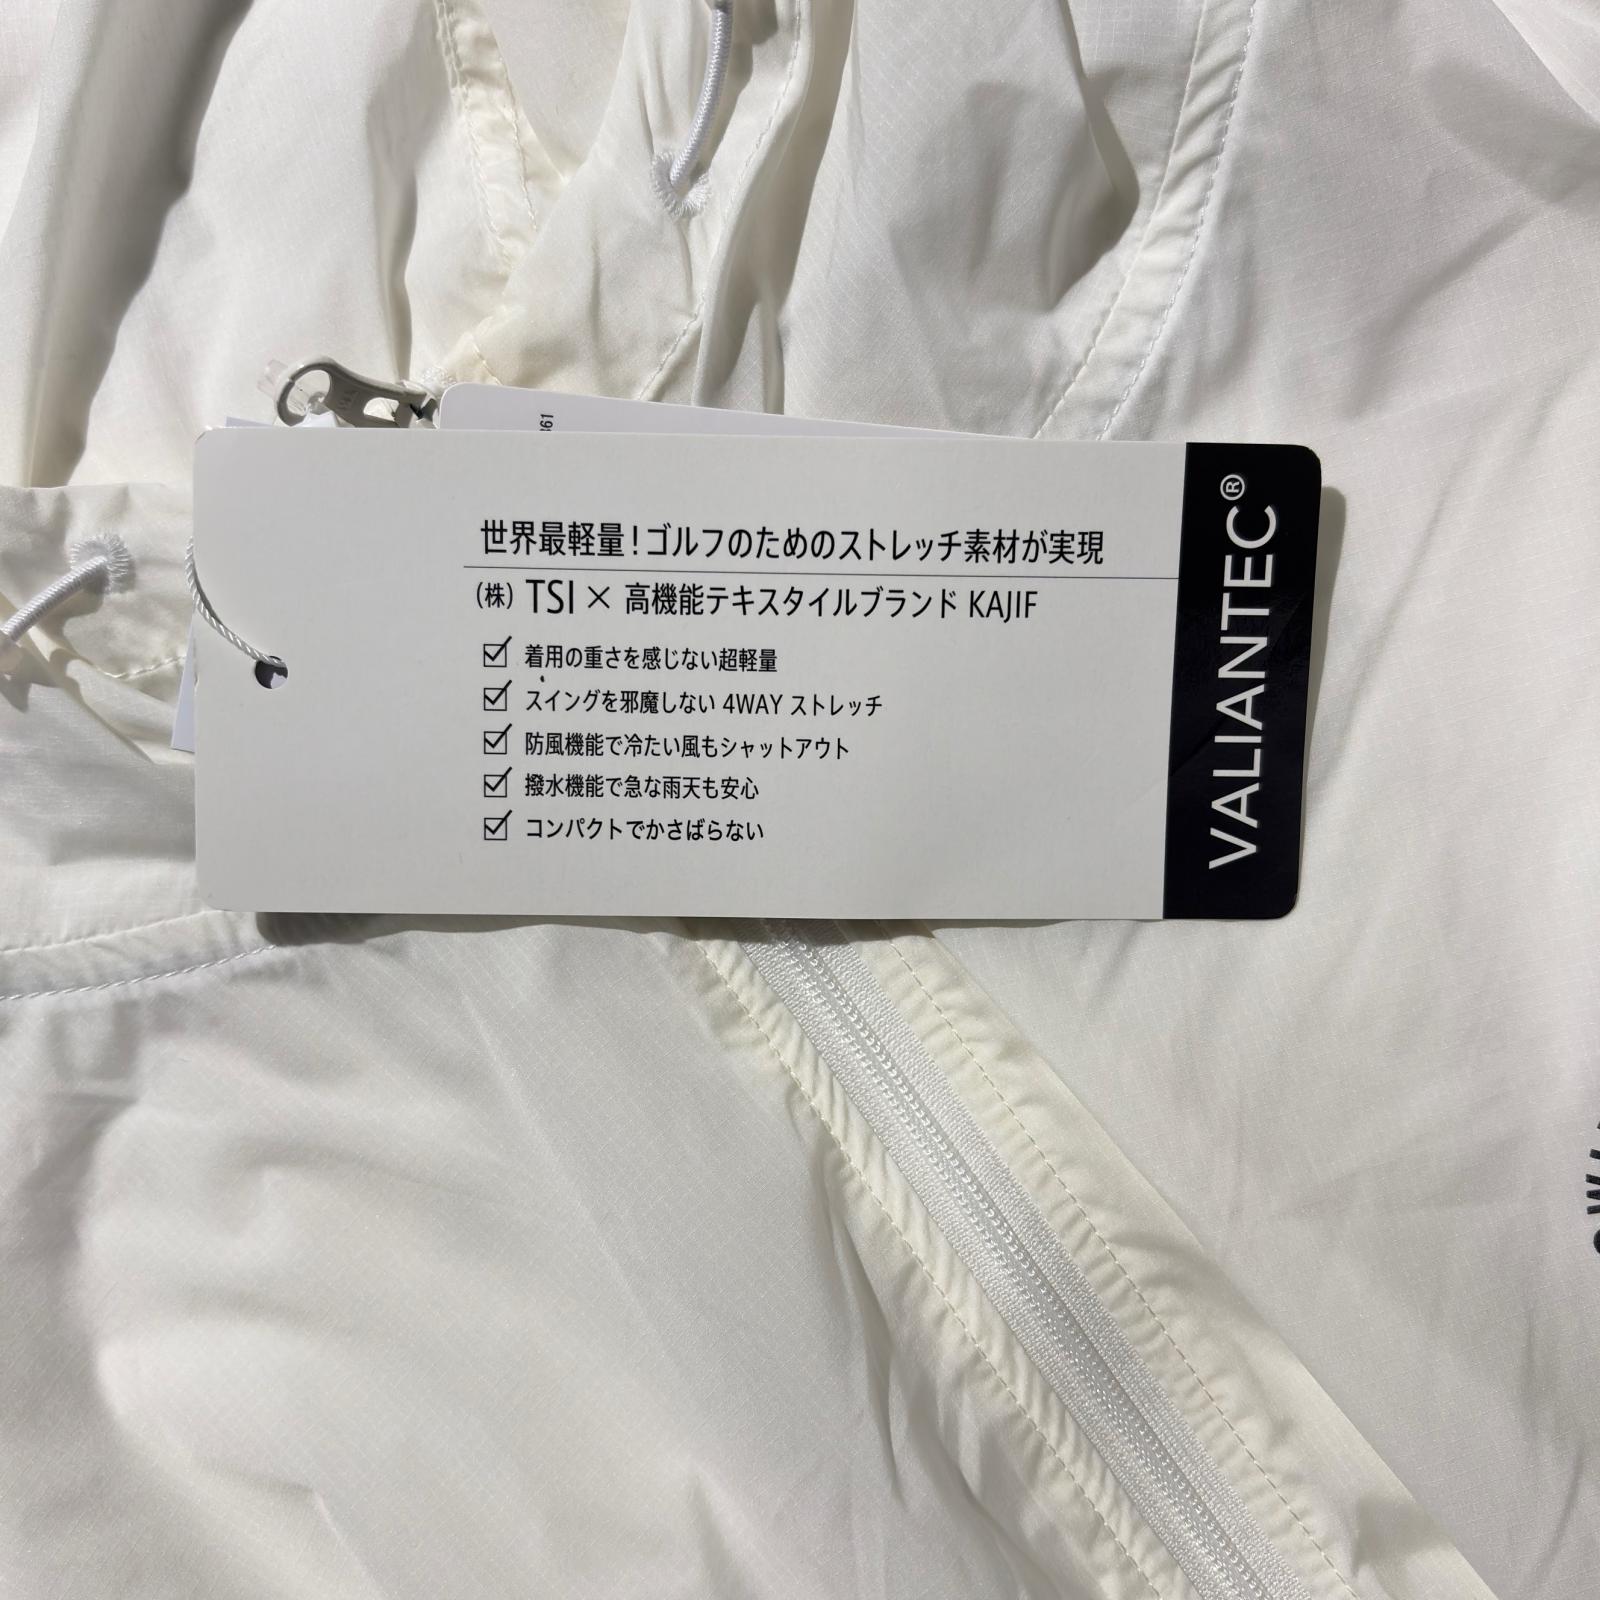 世界最軽量!ゴルフのためのストレッチ素材が実現
(株) TSI × 高機能テキスタイルブランド KAJIF
着用の重さを感じない超軽量
スイングを邪魔しない 4WAY ストレッチ
防風機能で冷たい風もシャットアウト
撥水機能で急な雨天も安心
コンパクトでかさばらない
VALIANTEC®